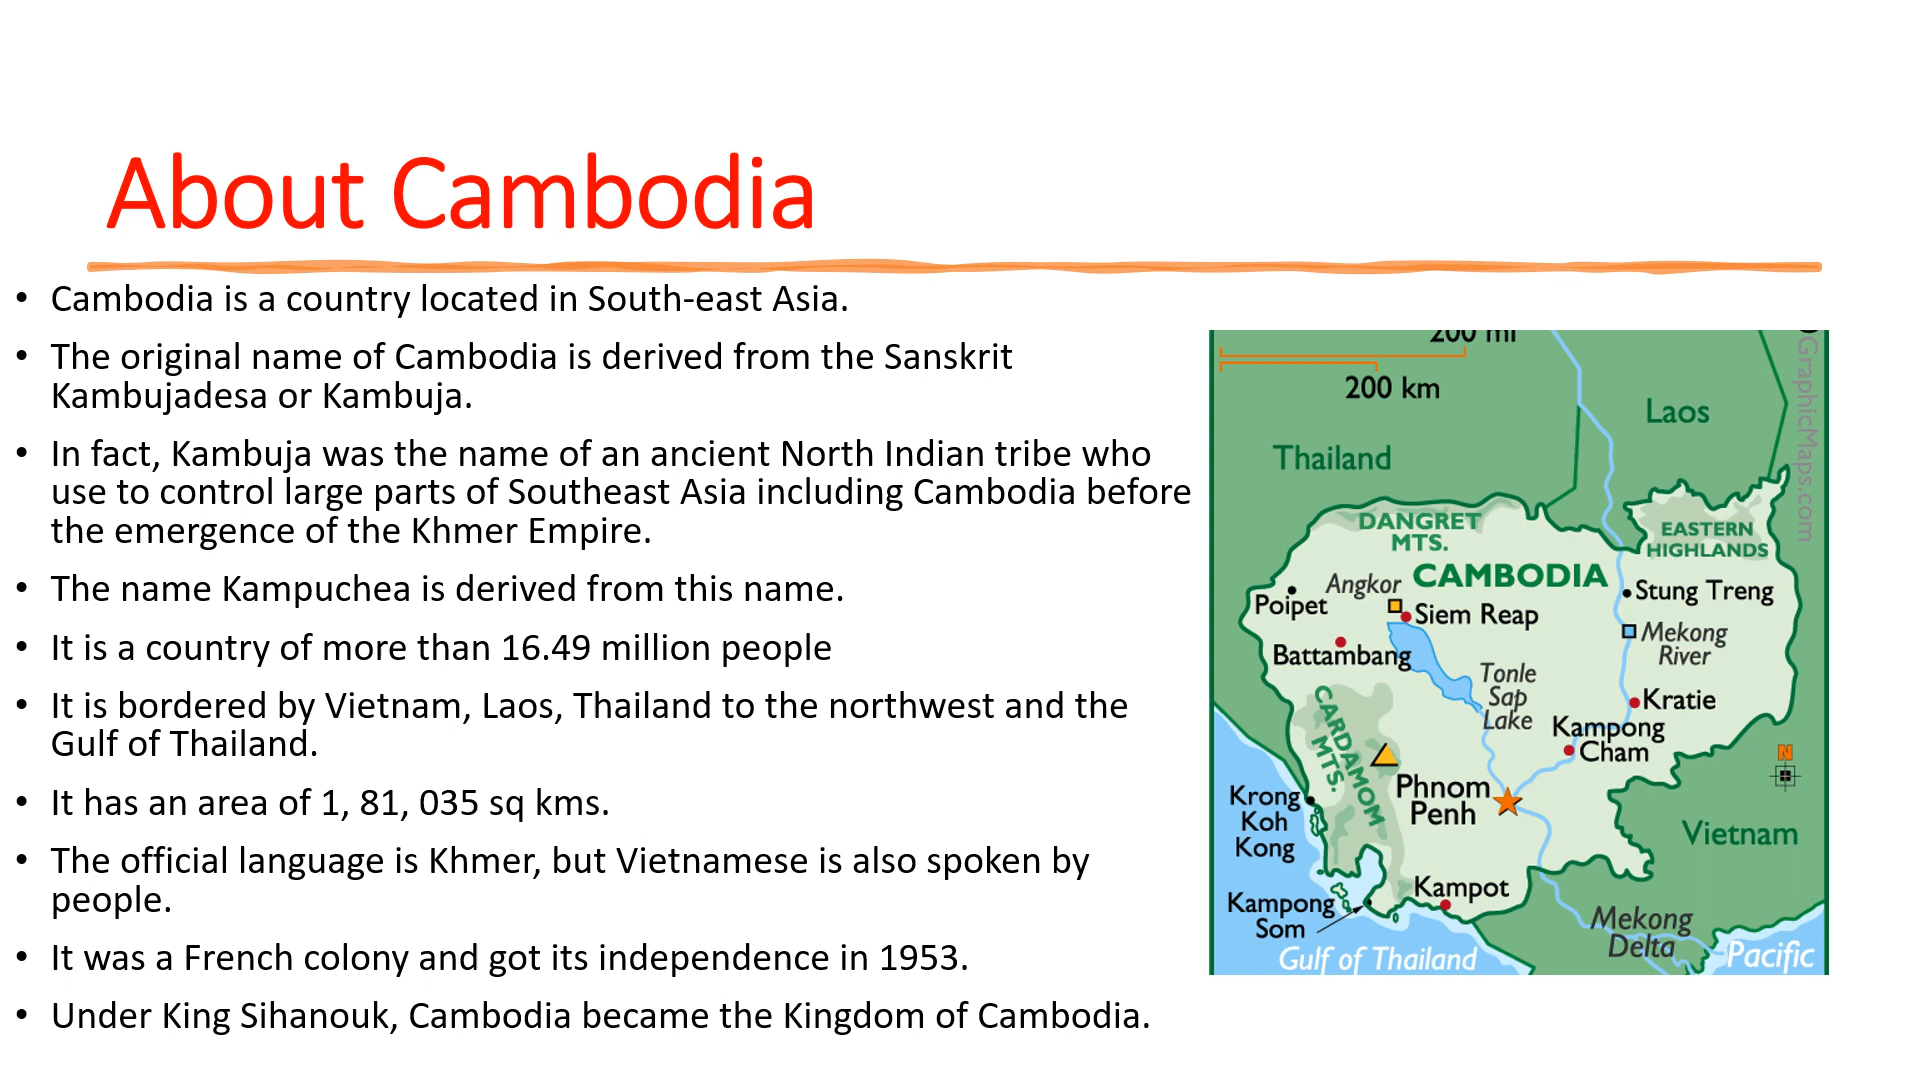 About Cambodia
• Cambodia is a country located in South-east Asia.
• The original name of Cambodia is derived from the Sanskrit
Kambujadesa or Kambuja.
• In fact, Kambuja was the name of an ancient North Indian tribe who
use to control large parts of Southeast Asia including Cambodia before
the emergence of the Khmer Empire.
• The name Kampuchea is derived from this name.
• It is a country of more than 16.49 million people
• It is bordered by Vietnam, Laos, Thailand to the northwest and the
Gulf of Thailand.
• It has an area of 1, 81, 035 sq kms.
• The official language is Khmer, but Vietnamese is also spoken by
people.
• It was a French colony and got its independence in 1953.
• Under King Sihanouk, Cambodia became the Kingdom of Cambodia.
200 mi
200 km
©GraphicMaps.com
Laos
Thailand
DANGRET
MTS.
EASTERN
HIGHLANDS
CAMBODIA
Angkor
Stung Treng
Poipet
Siem Reap
Mekong
River
Battambang
Tonle
Sap
Lake
Kratie
Kampong
Cham
CARDAMOM
MTS.
N
Phnom
Penh
Krong
Koh
Kong
Vietnam
Kampot
Kampong
Som
Mekong
Delta
Gulf of Thailand
Pacific